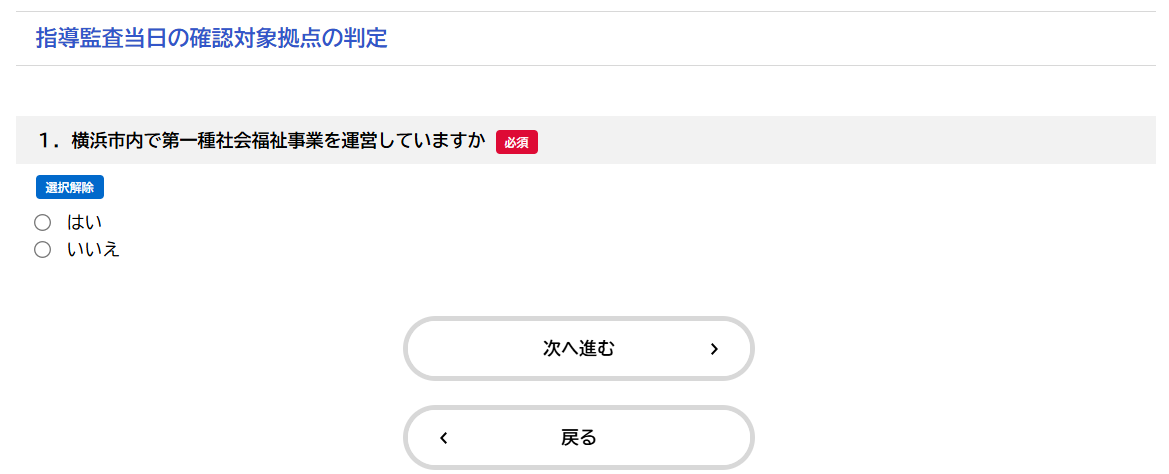 指導監査当日の確認対象拠点の判定
１．横浜市内で第一種社会福祉事業を運営していますか 必須
選択解除
はい
いいえ
次へ進む
戻る